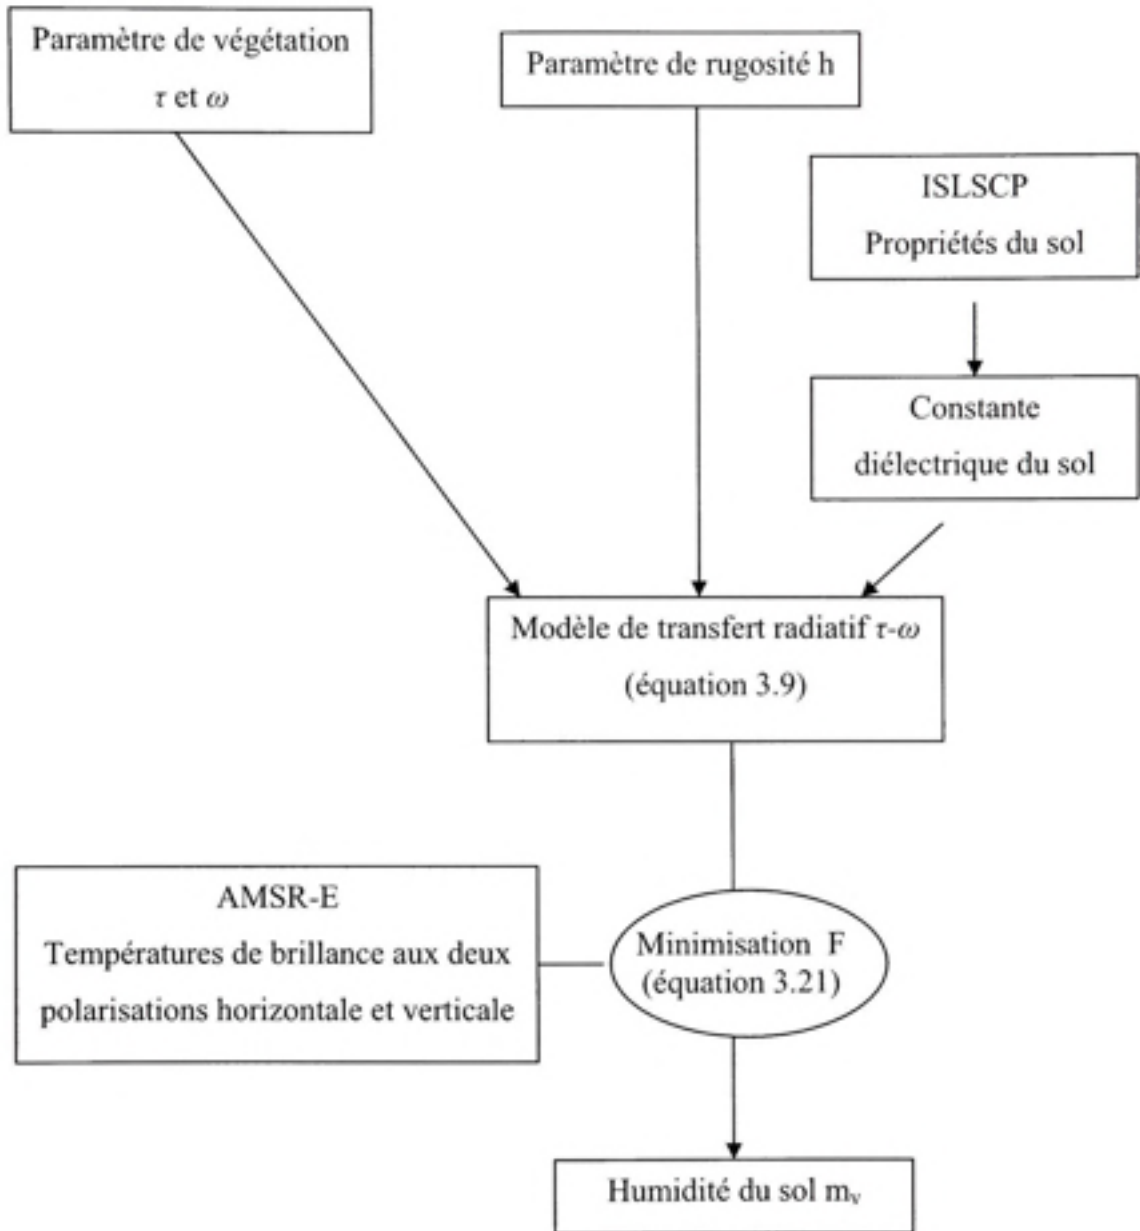 Paramètre de végétation
τ et ω
Paramètre de rugosité h
ISLSCP
Propriétés du sol
Constante
diélectrique du sol
Modèle de transfert radiatif τ-ω
(équation 3.9)
AMSR-E
Températures de brillance aux deux
polarisations horizontale et verticale
Minimisation F
(équation 3.21)
Humidité du sol mᵥ